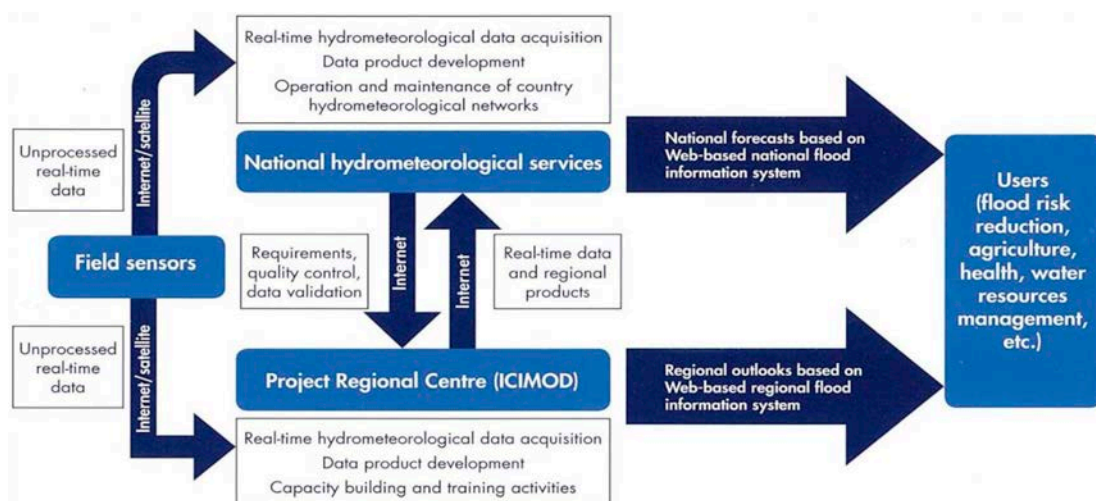 Real-time hydrometeorological data acquisition
Data product development
Operation and maintenance of country
hydrometeorological networks
Internet/satellite
Unprocessed
real-time
data
National hydrometeorological services
National forecasts based on
Web-based national flood
information system
Field sensors
Requirements,
quality control,
data validation
Internet
Internet
Real-time data
and regional
products
Users
(flood risk
reduction,
agriculture,
health, water
resources
management,
etc.)
Unprocessed
real-time
data
Internet/satellite
Project Regional Centre (ICIMOD)
Regional outlooks based on
Web-based regional flood
information system
Real-time hydrometeorological data acquisition
Data product development
Capacity building and training activities